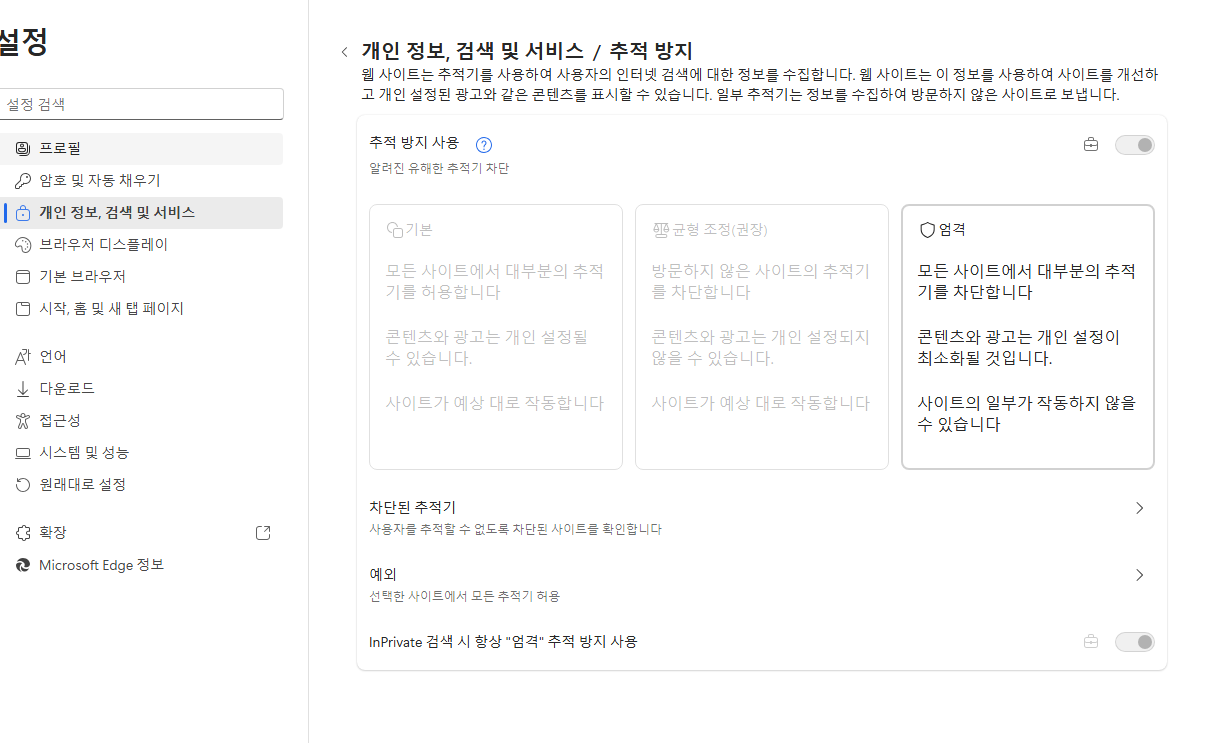 설정
설정 검색
프로필
암호 및 자동 채우기
개인 정보, 검색 및 서비스
브라우저 디스플레이
기본 브라우저
시작, 홈 및 새 탭 페이지
언어
다운로드
접근성
시스템 및 성능
원래대로 설정
확장
Microsoft Edge 정보
개인 정보, 검색 및 서비스 / 추적 방지
웹 사이트는 추적기를 사용하여 사용자의 인터넷 검색에 대한 정보를 수집합니다. 웹 사이트는 이 정보를 사용하여 사이트를 개선하
고 개인 설정된 광고와 같은 콘텐츠를 표시할 수 있습니다. 일부 추적기는 정보를 수집하여 방문하지 않은 사이트로 보냅니다.
추적 방지 사용
알려진 유해한 추적기 차단
기본
모든 사이트에서 대부분의 추적
기를 허용합니다
콘텐츠와 광고는 개인 설정될
수 있습니다.
사이트가 예상 대로 작동합니다
균형 조정(권장)
방문하지 않은 사이트의 추적기
를 차단합니다
콘텐츠와 광고는 개인 설정되지
않을 수 있습니다.
사이트가 예상 대로 작동합니다
엄격
모든 사이트에서 대부분의 추적
기를 차단합니다
콘텐츠와 광고는 개인 설정이
최소화될 것입니다.
사이트의 일부가 작동하지 않을
수 있습니다
차단된 추적기
사용자를 추적할 수 없도록 차단된 사이트를 확인합니다
예외
선택한 사이트에서 모든 추적기 허용
InPrivate 검색 시 항상 "엄격" 추적 방지 사용